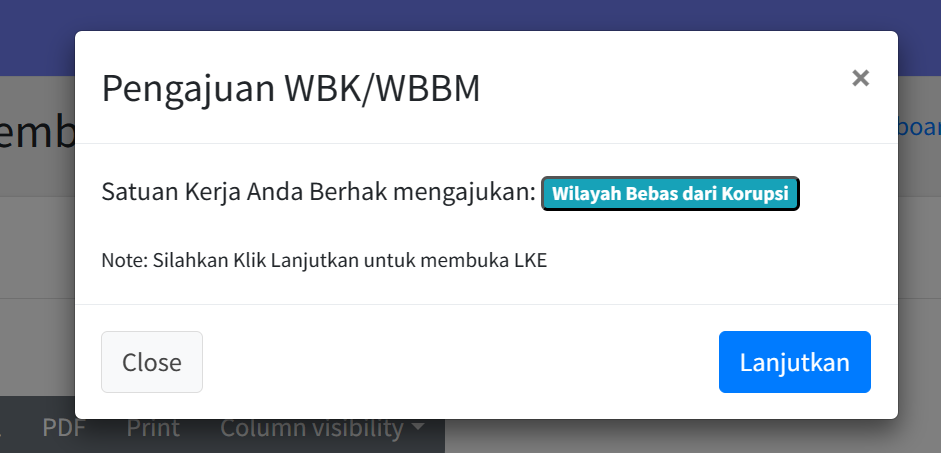 Pengajuan WBK/WBBM
×
Satuan Kerja Anda Berhak mengajukan: Wilayah Bebas dari Korupsi
Note: Silahkan Klik Lanjutkan untuk membuka LKE
Close
Lanjutkan
PDF
Print
Column visibility